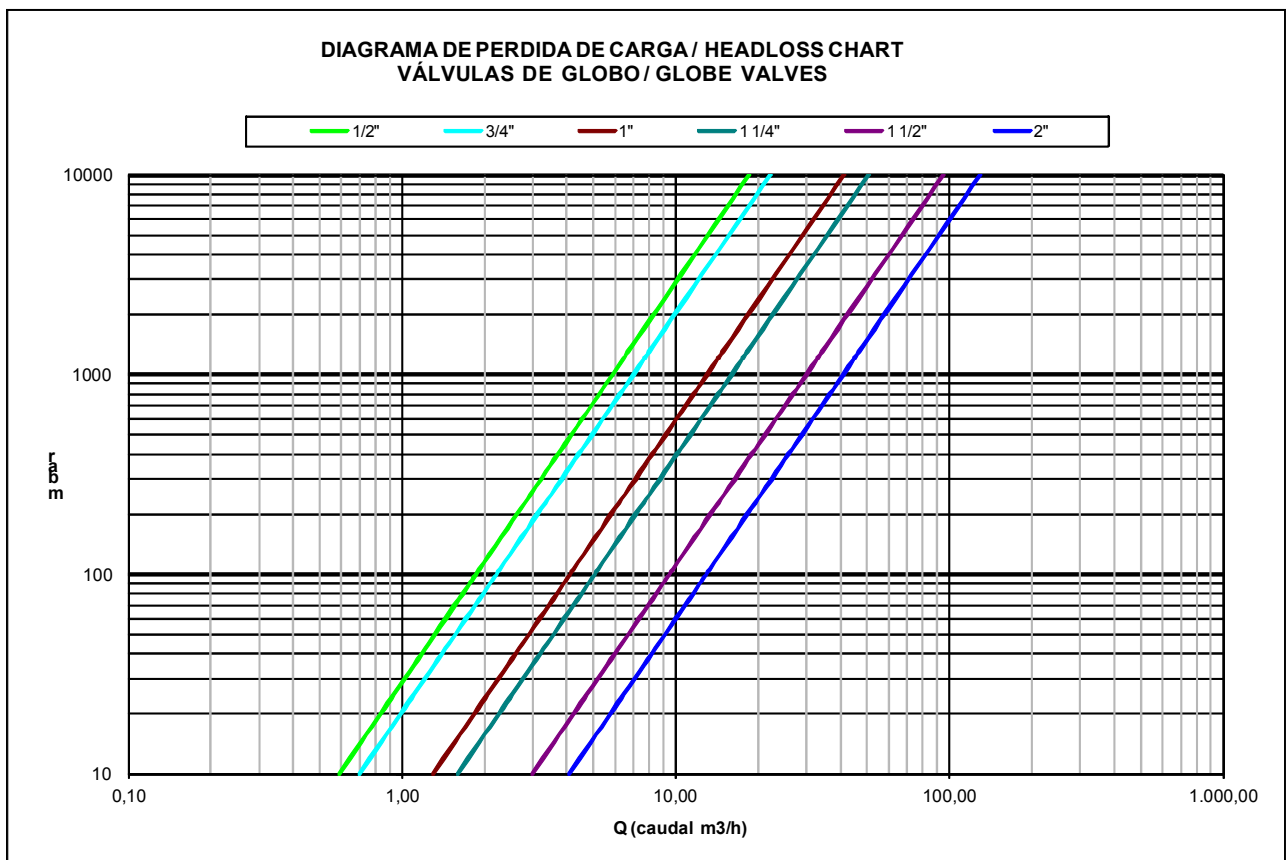 DIAGRAMA DE PERDIDA DE CARGA / HEADLOSS CHART
VÁLVULAS DE GLOBO / GLOBE VALVES
1/2" 3/4" 1" 1 1/4" 1 1/2" 2"
10000
1000
100
10
mbar
0,10 1,00 10,00 100,00 1.000,00
Q (caudal m3/h)